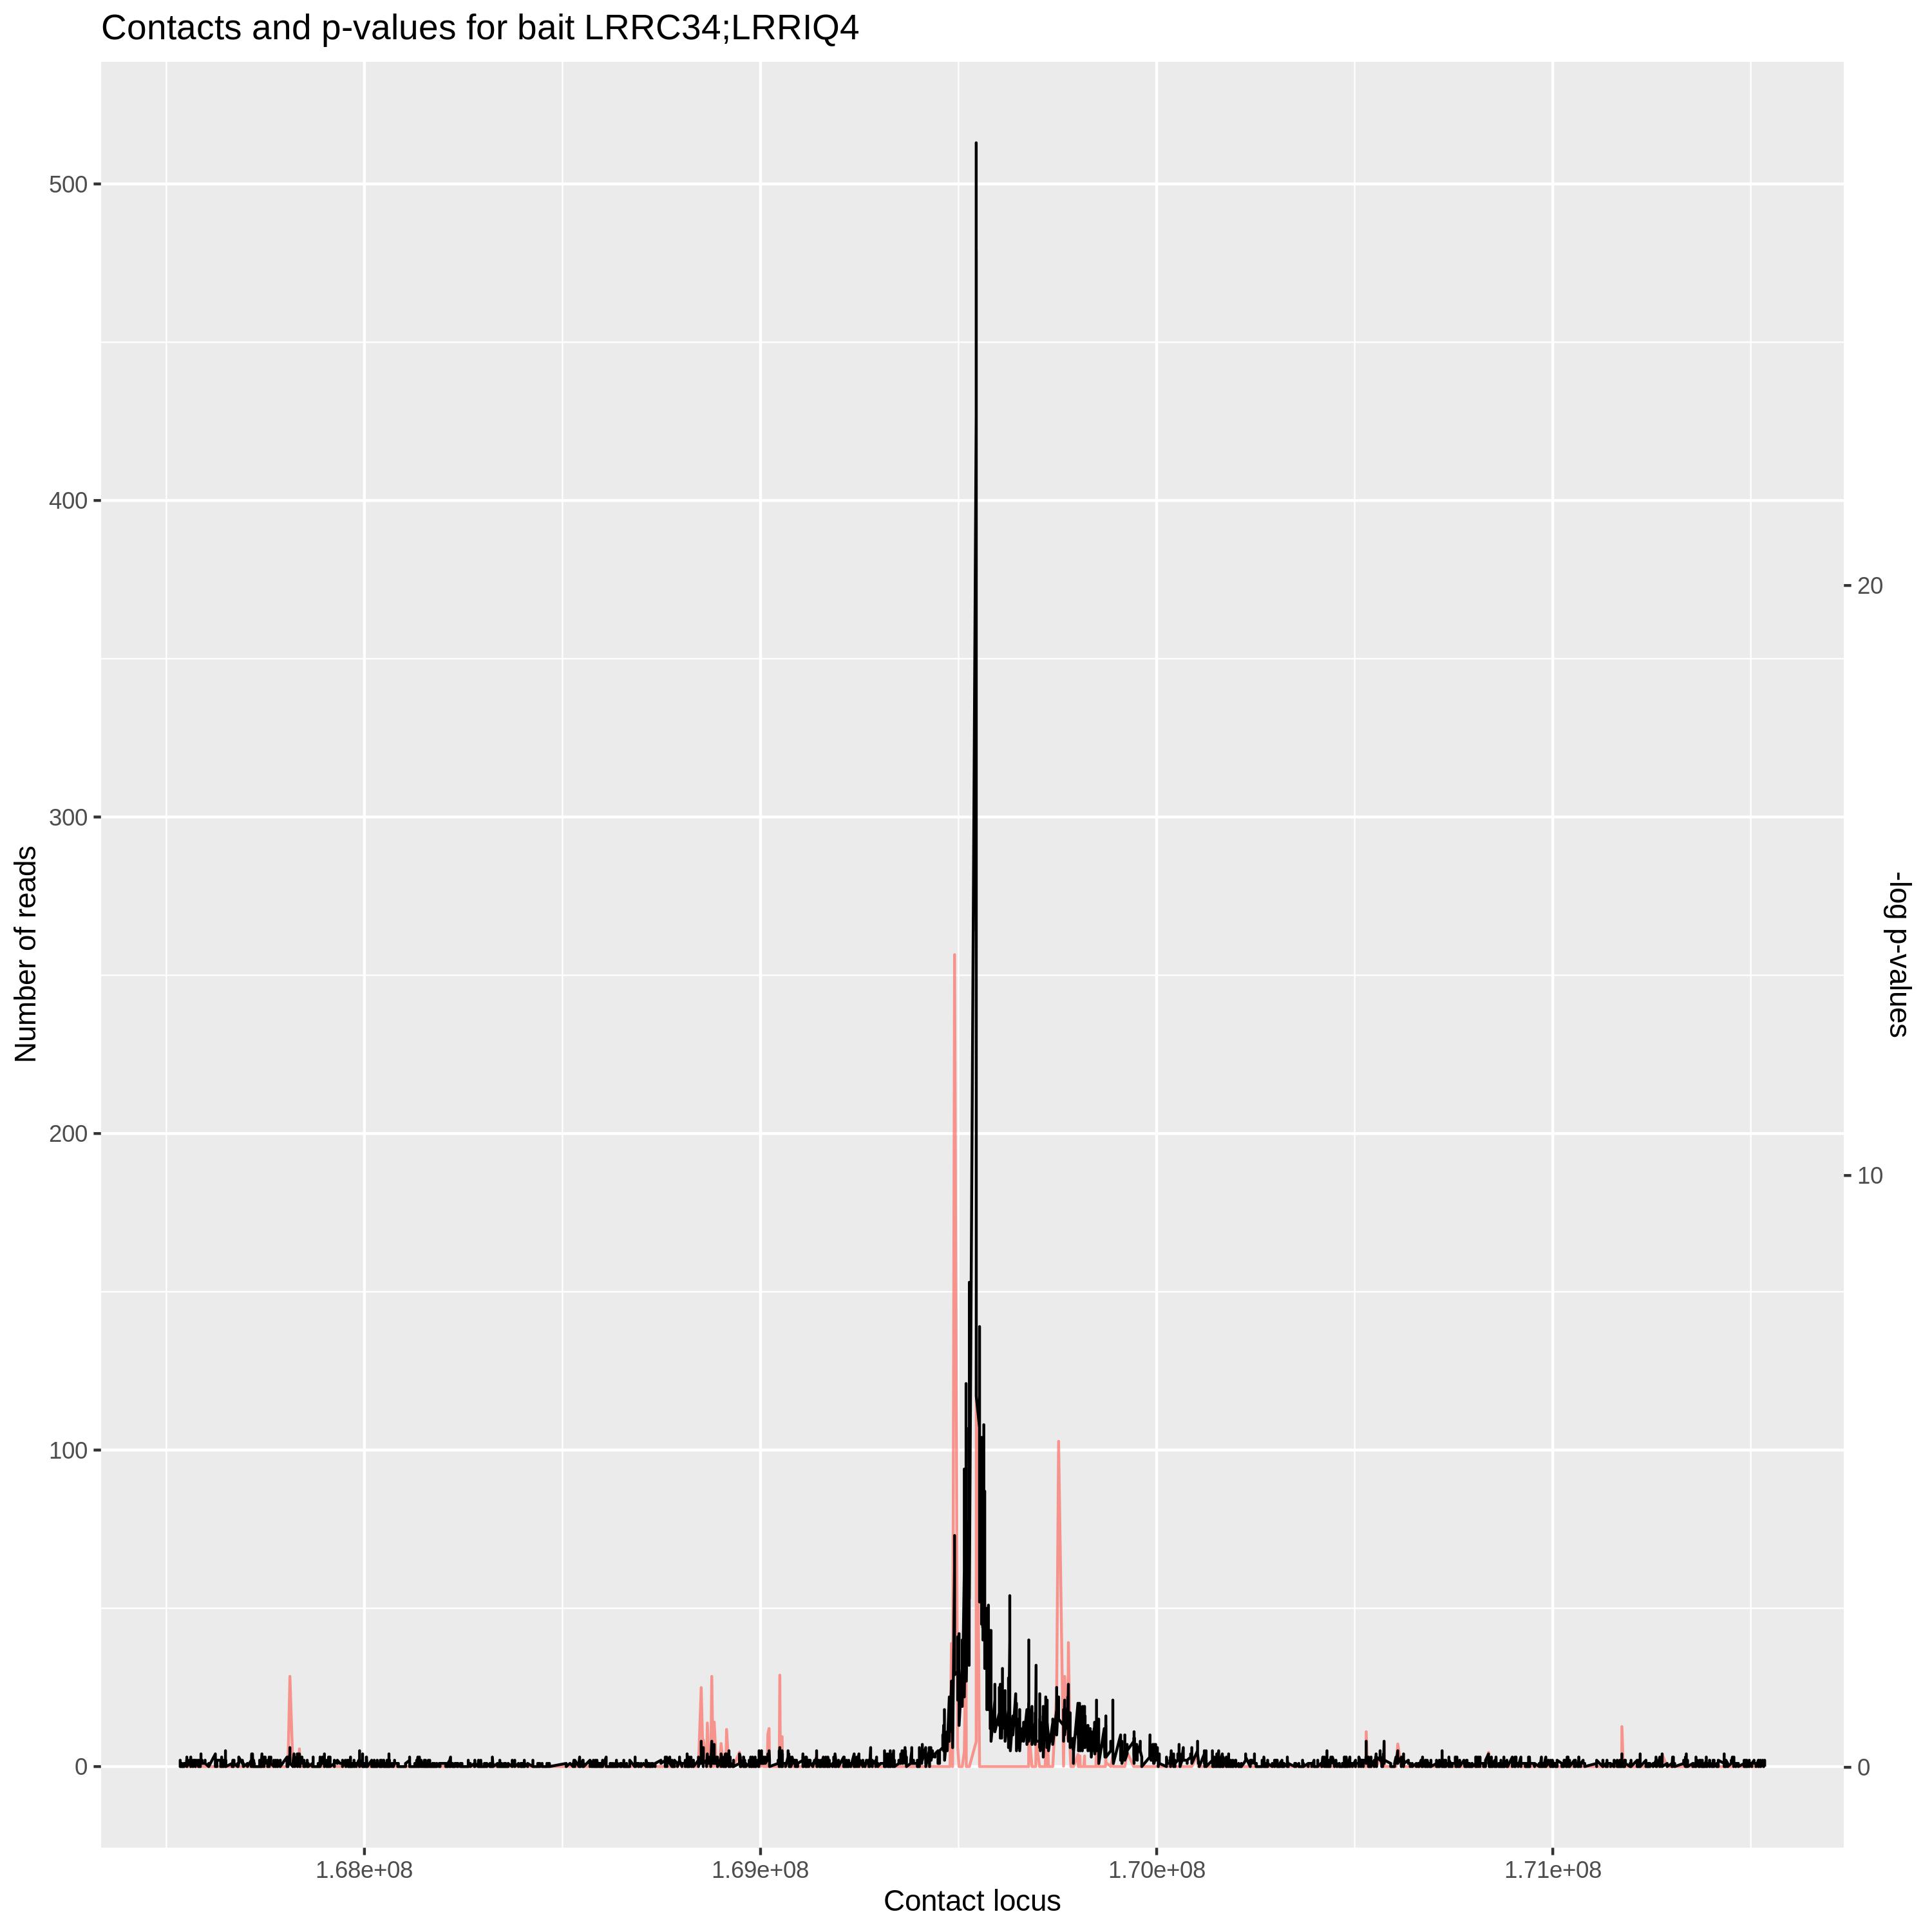 Contacts and p-values for bait LRRC34;LRRIQ4
500
400
300
200
100
0
Number of reads
20
10
0
-log p-values
1.68e+08
1.69e+08
1.70e+08
1.71e+08
Contact locus